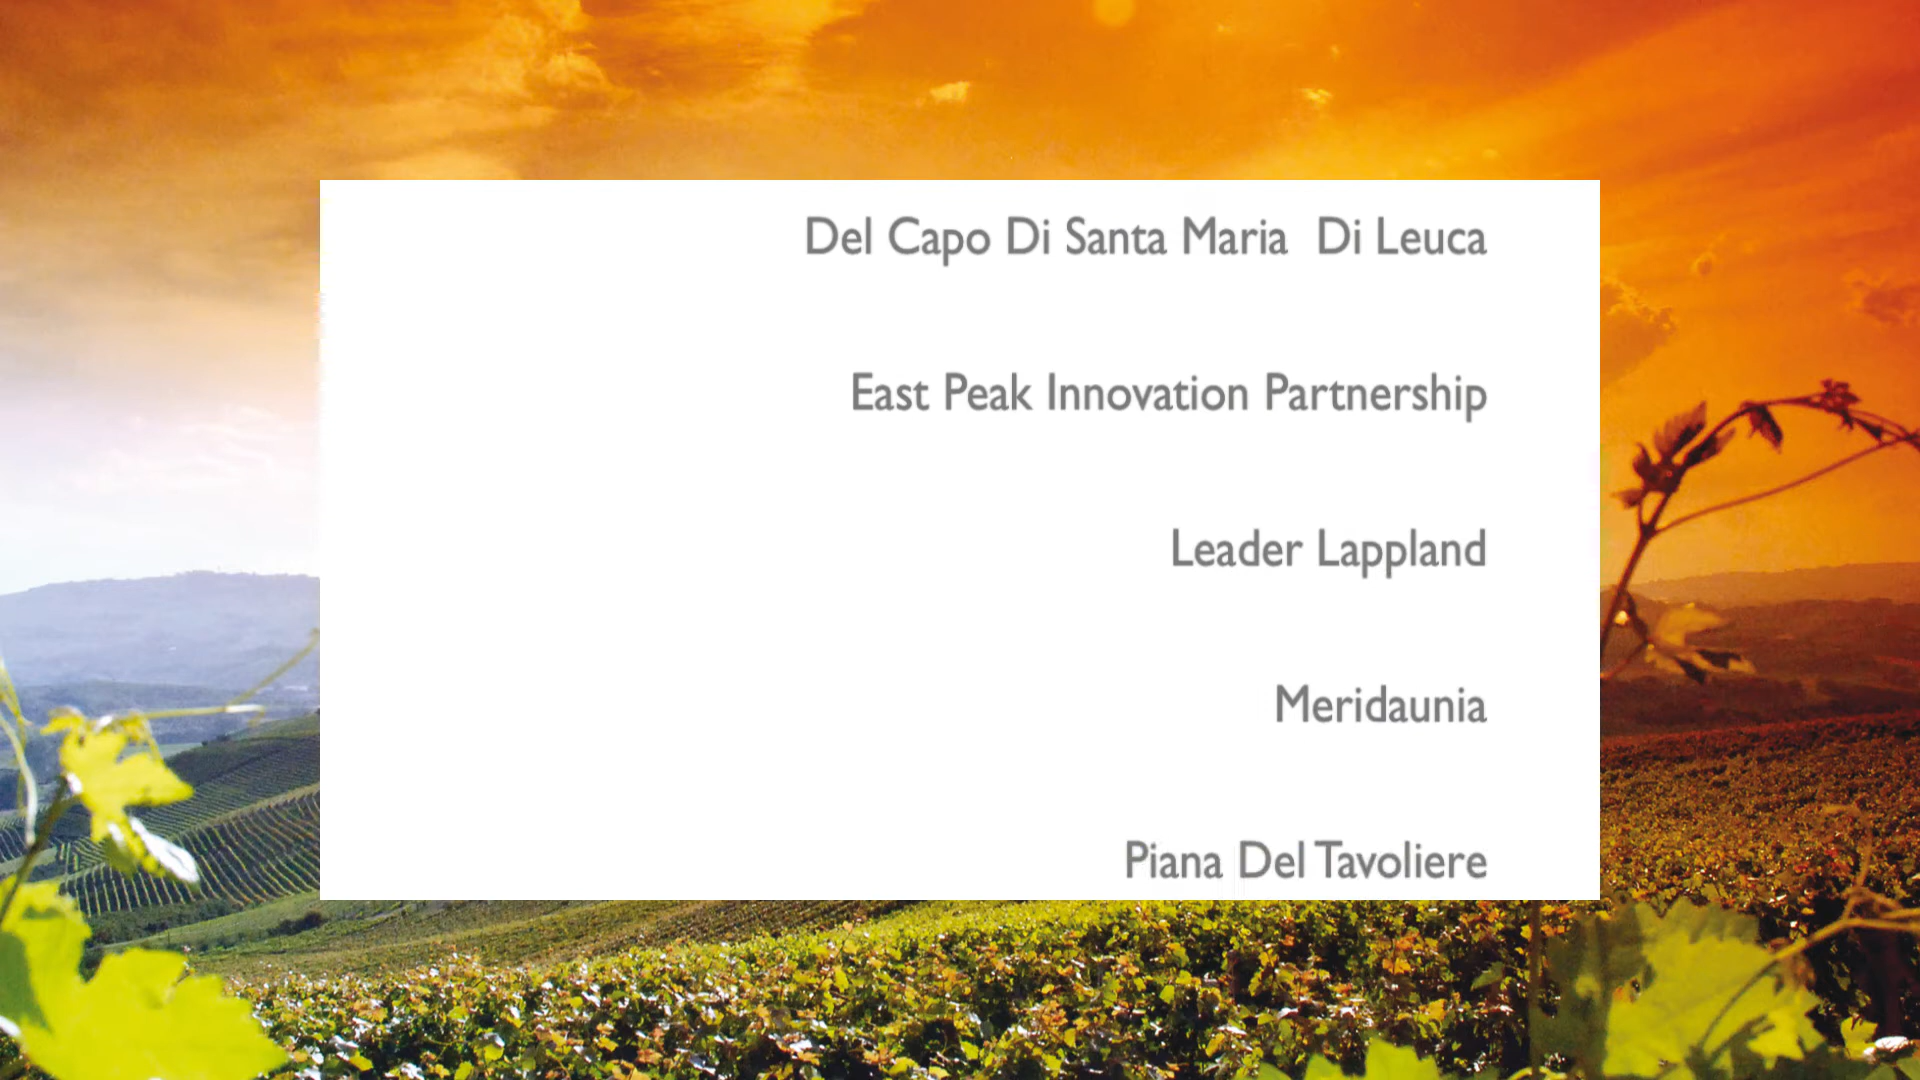 Del Capo Di Santa Maria  Di Leuca
East Peak Innovation Partnership
Leader Lappland
Meridaunia
Piana Del Tavoliere